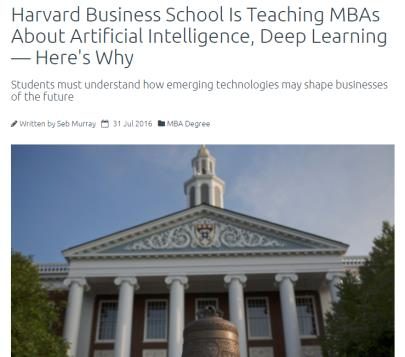 Harvard Business School Is Teaching MBAs
About Artificial Intelligence, Deep Learning
— Here's Why
Students must understand how emerging technologies may shape businesses
of the future
Written by Seb Murray 31 Jul 2016 MBA Degree